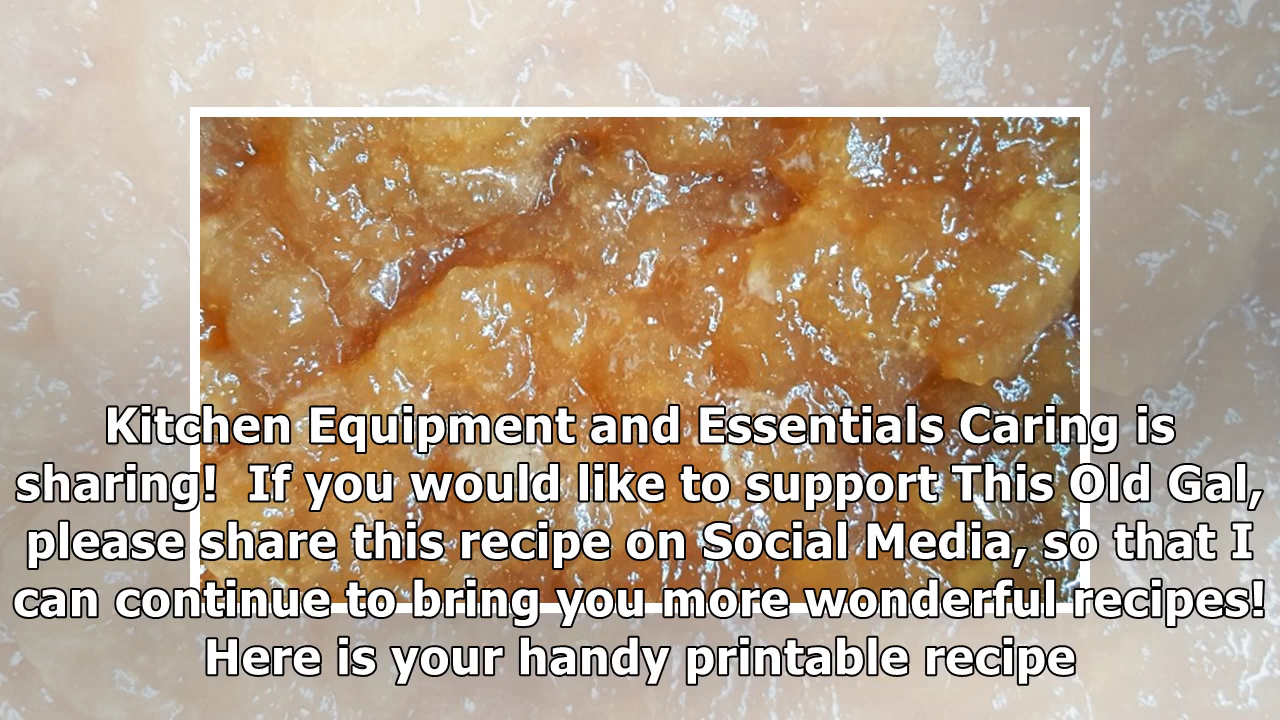 Kitchen Equipment and Essentials Caring is
sharing!  If you would like to support This Old Gal,
please share this recipe on Social Media, so that I
can continue to bring you more wonderful recipes!
Here is your handy printable recipe